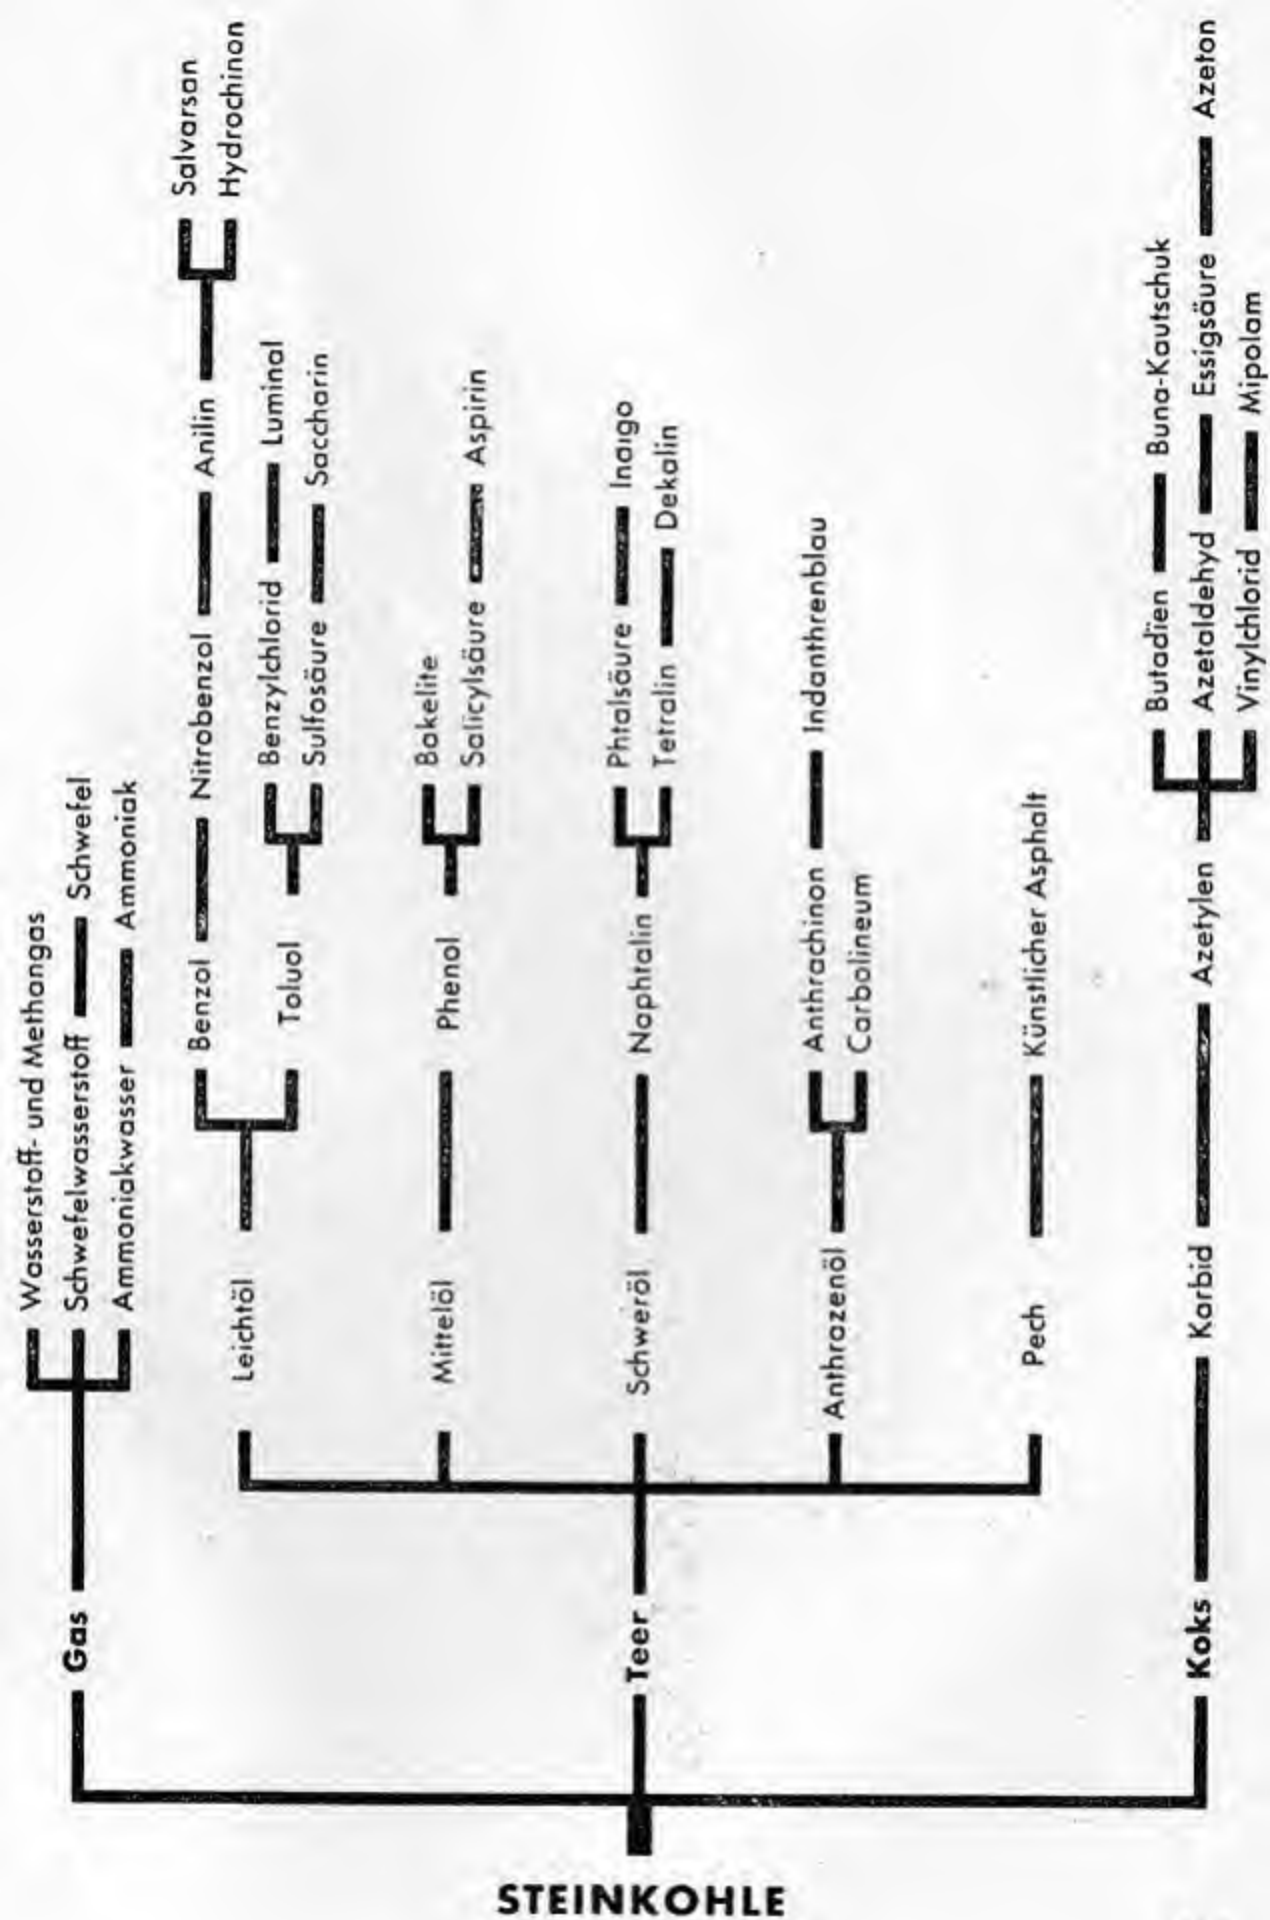 Wasserstoff- und Methangas
Schwefelwasserstoff
Schwefel
Ammoniakwasser
Ammoniak
Gas
Salvarsan
Hydrochinon
Benzol
Nitrobenzol
Anilin
Leichtöl
Toluol
Benzylchlorid
Luminal
Sulfosäure
Saccharin
Mittelöl
Phenol
Bakelite
Salicylsäure
Aspirin
STEINKOHLE
Teer
Schweröl
Naphtalin
Phtalsäure
Indigo
Tetralin
Dekalin
Anthrazenöl
Anthrachinon
Indanthrenblau
Carbolineum
Pech
Künstlicher Asphalt
Koks
Karbid
Azetylen
Butadien
Buna-Kautschuk
Azetaldehyd
Essigsäure
Azeton
Vinylchlorid
Mipolam